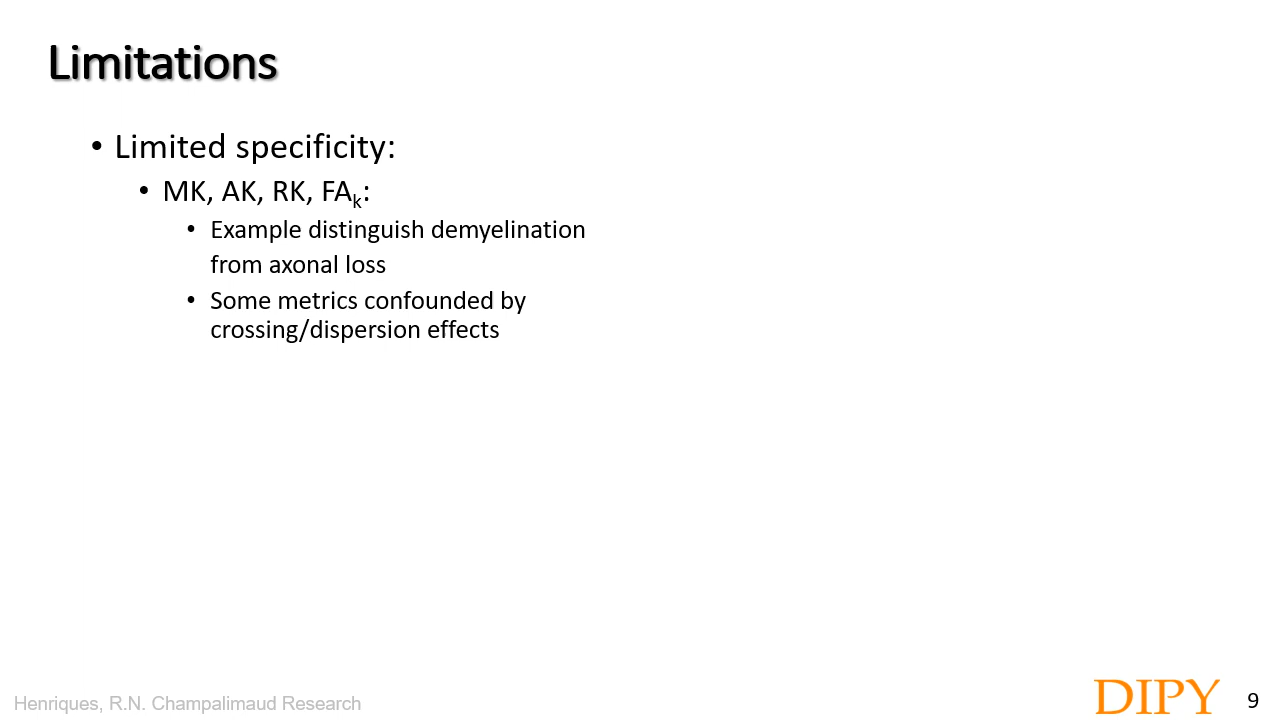 Limitations
• Limited specificity:
• MK, AK, RK, FAk:
• Example distinguish demyelination
from axonal loss
• Some metrics confounded by
crossing/dispersion effects
Henriques, R.N. Champalimaud Research
DIPY
9